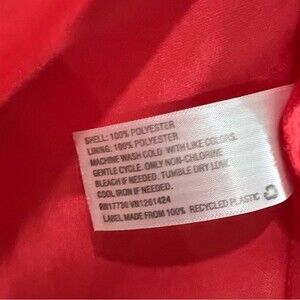 SHELL: 100% POLYESTER
LINING: 100% POLYESTER
MACHINE WASH COLD WITH LIKE COLORS.
GENTLE CYCLE. ONLY NON-CHLORINE
BLEACH IF NEEDED. TUMBLE DRY LOW.
COOL IRON IF NEEDED.
RN17730 VN1261424
LABEL MADE FROM 100% RECYCLED PLASTIC